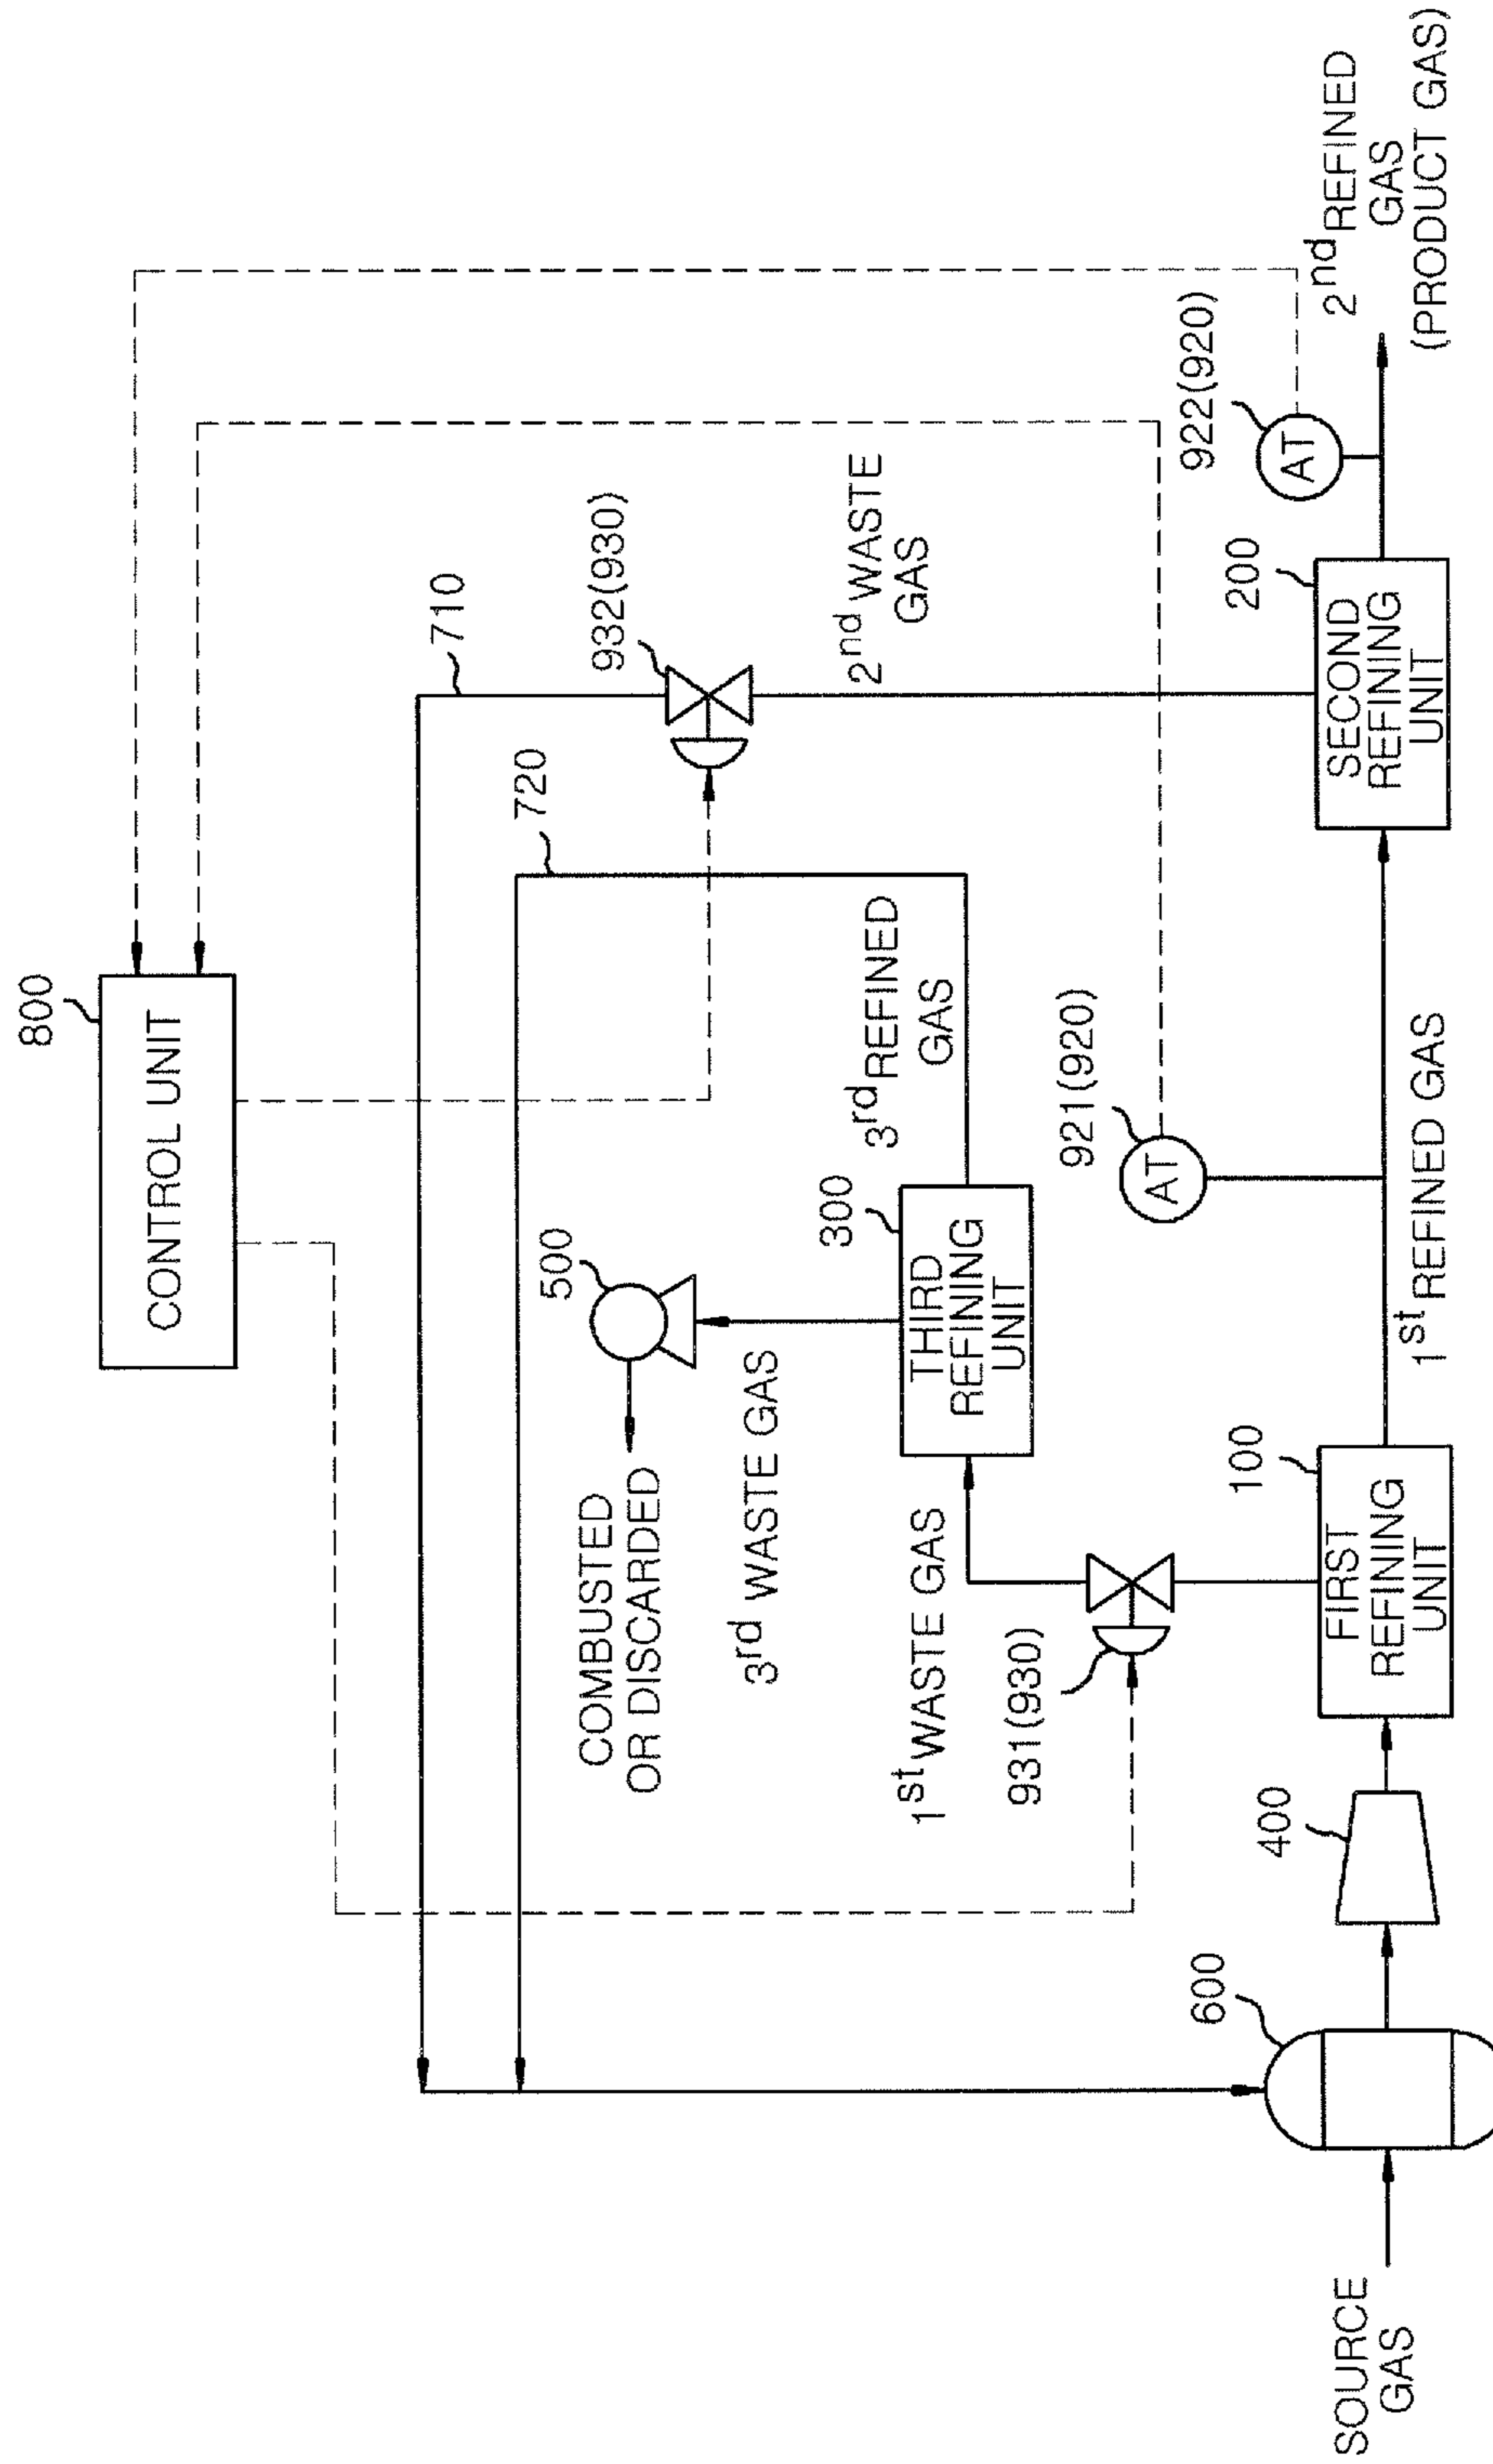 800
CONTROL UNIT
710
720
932(930)
2nd WASTE
GAS
500
COMBUSTED
OR DISCARDED
3rd WASTE GAS
300
THIRD
REFINING
UNIT
3rd REFINED
GAS
1st WASTE GAS
931(930)
921(920)
AT
922(920)
AT
600
400
100
FIRST
REFINING
UNIT
1st REFINED GAS
200
SECOND
REFINING
UNIT
2nd REFINED
GAS
(PRODUCT GAS)
SOURCE
GAS